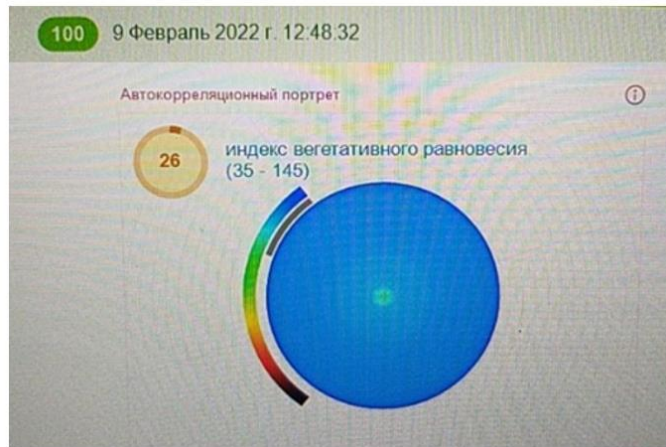 100 9 Февраль 2022 г. 12:48:32
Автокорреляционный портрет
26
индекс вегетативного равновесия
(35 - 145)